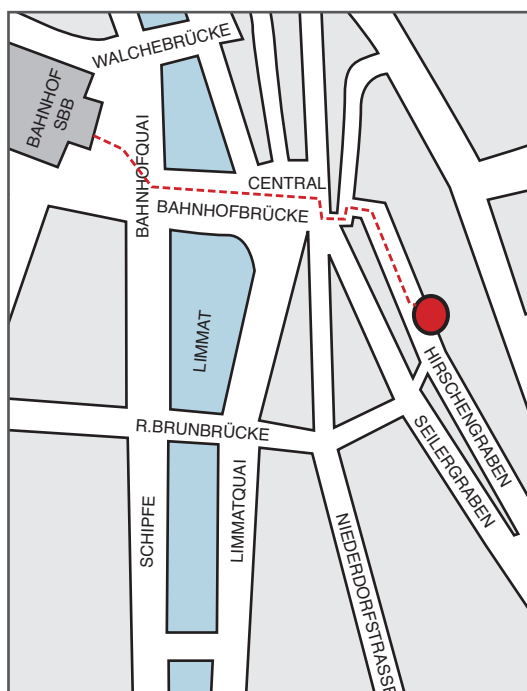 WALCHEBRÜCKE
BAHNHOF
SBB
BAHNHOFQUAI
CENTRAL
BAHNHOFBRÜCKE
LIMMAT
HIRSCHENGRABEN
SEILERGRABEN
R.BRUNBRÜCKE
SCHIPFE
LIMMATQUAI
NIEDERDORFSTRASSE